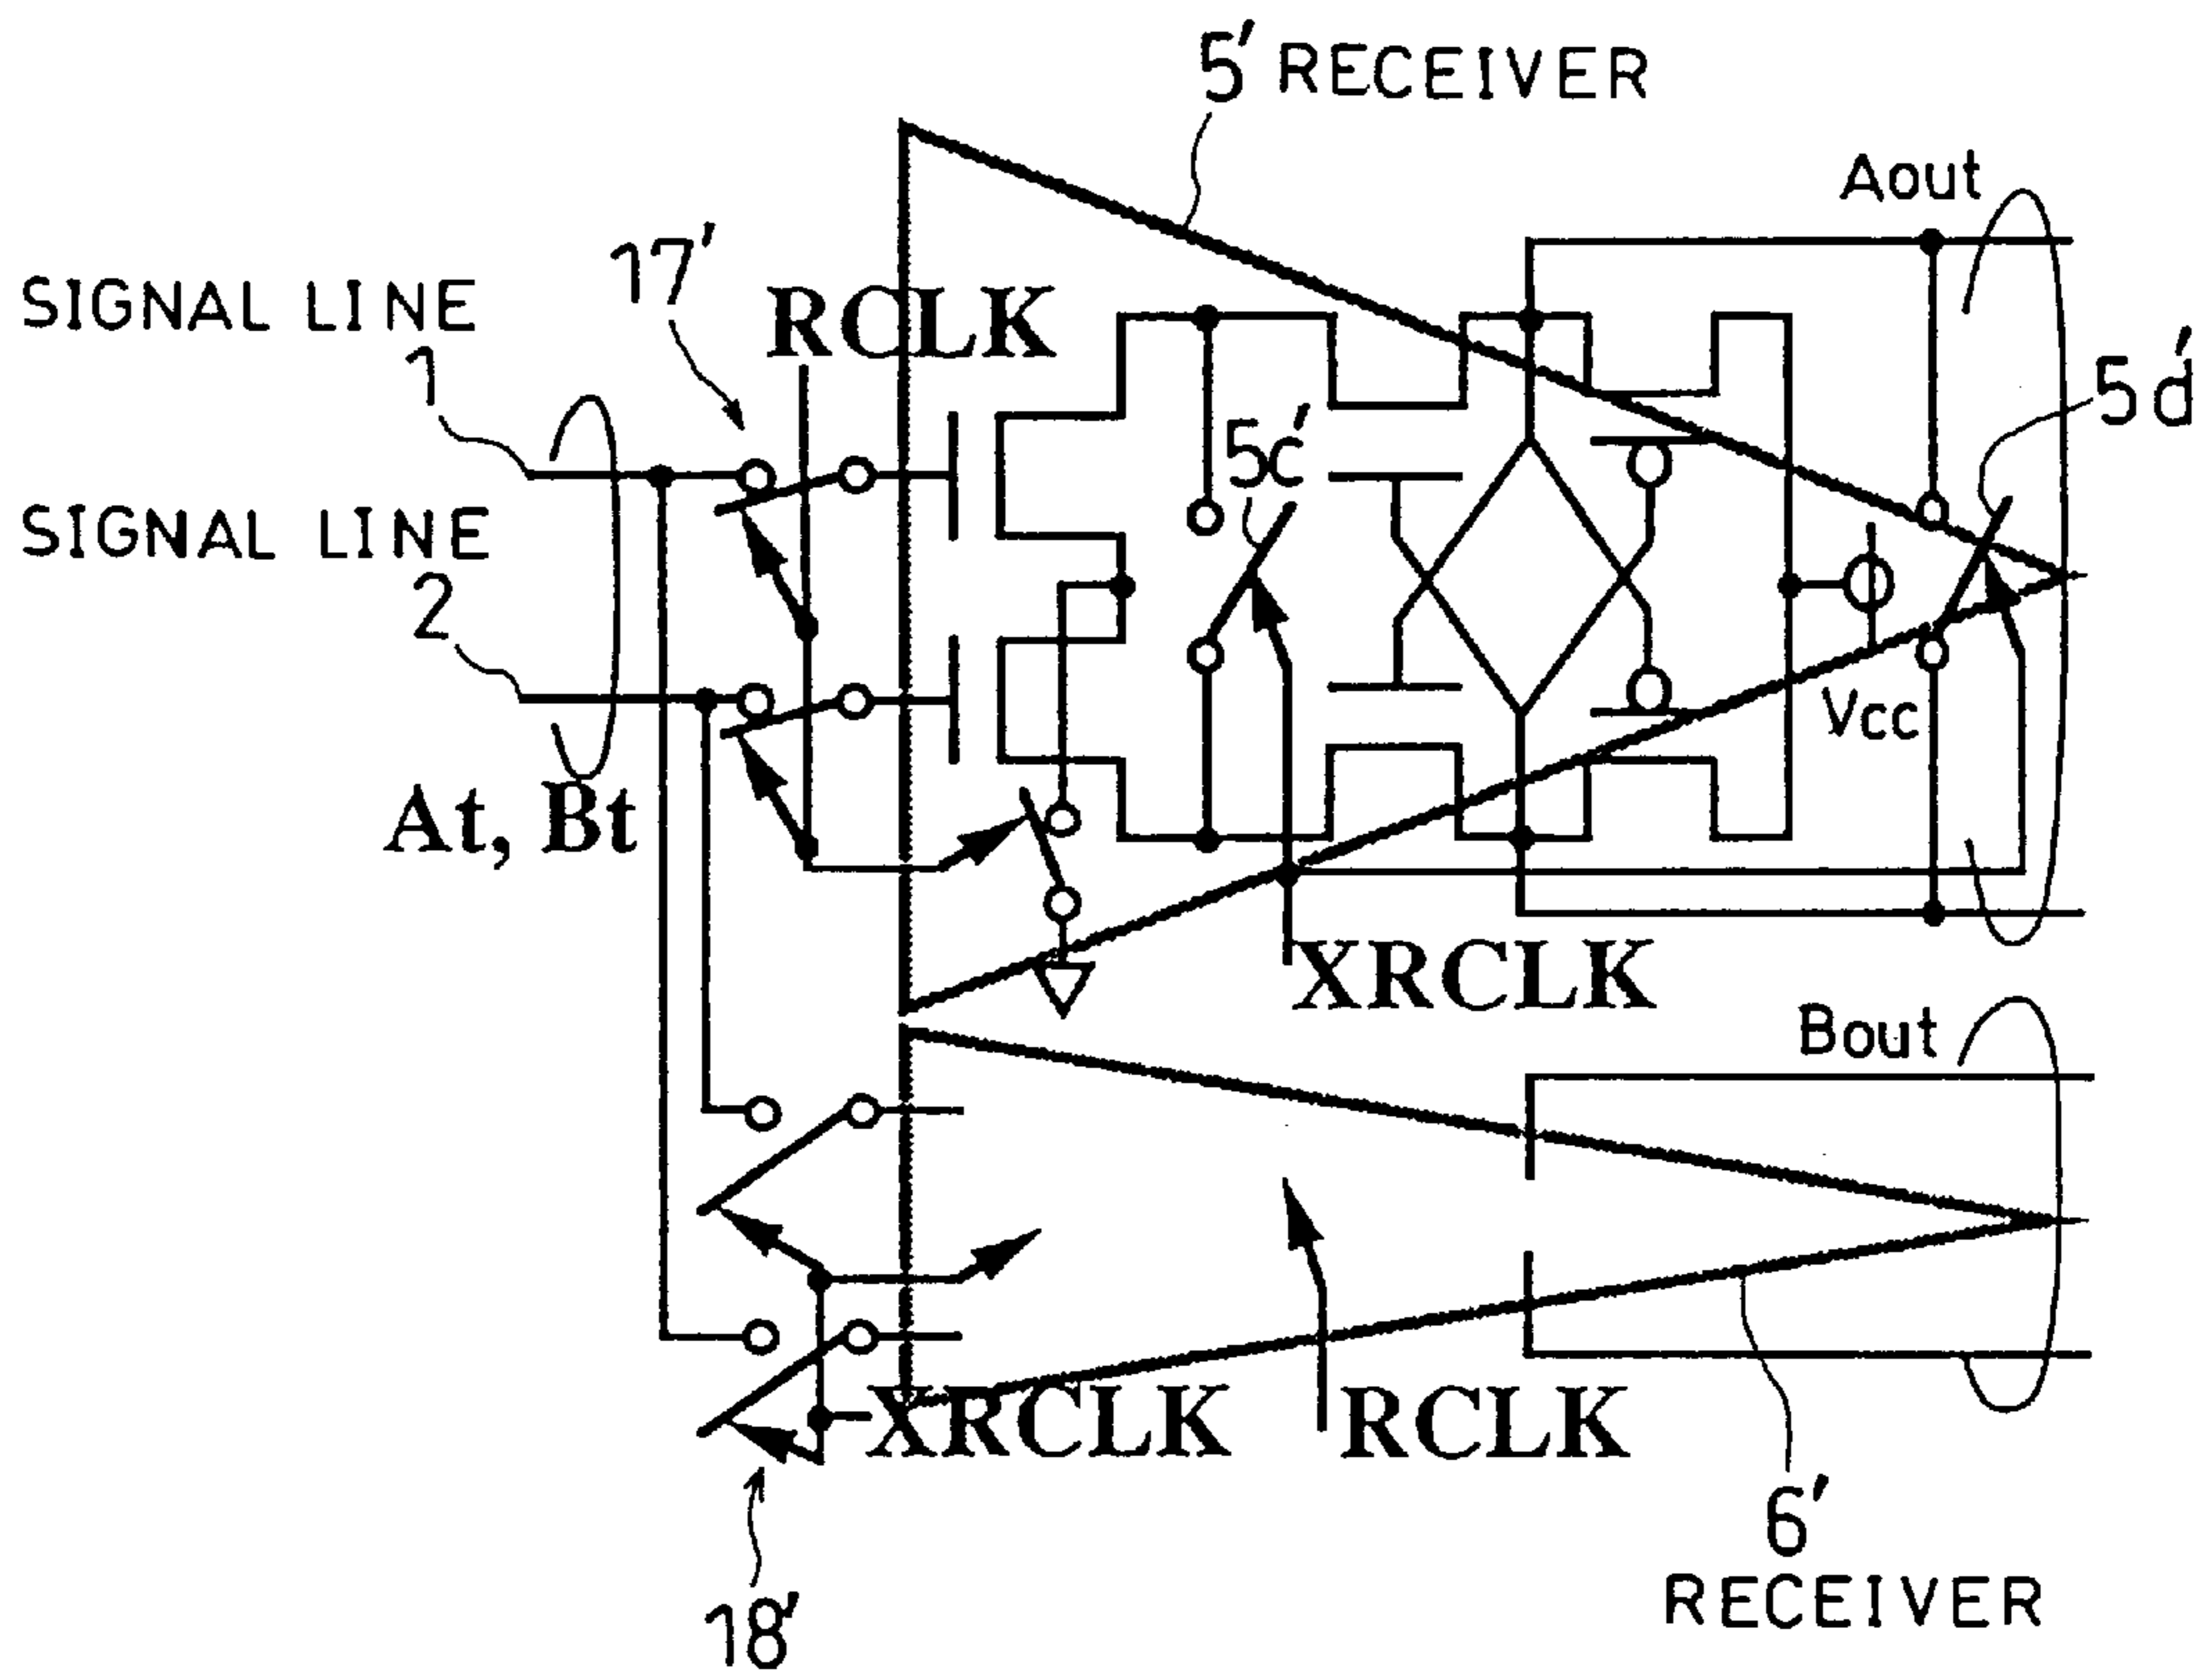 5' RECEIVER
Aout
17'
SIGNAL LINE
1
RCLK
5d'
5c'
SIGNAL LINE
2
Vcc
At, Bt
XRCLK
Bout
XRCLK
RCLK
6'
RECEIVER
18'